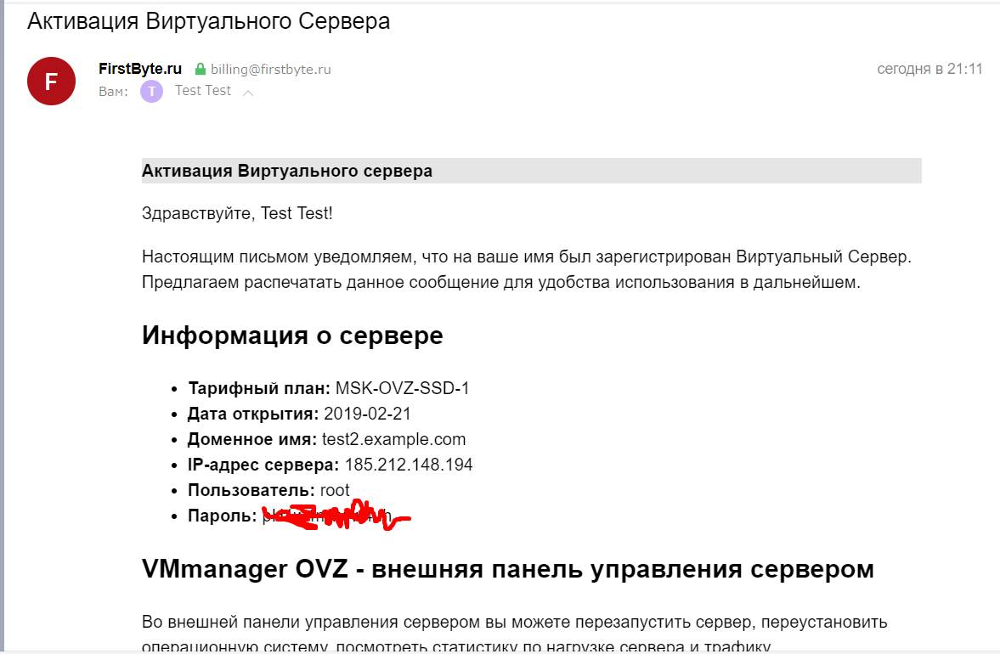 Активация Виртуального Сервера
F
FirstByte.ru billing@firstbyte.ru
сегодня в 21:11
Вам: T Test Test
Активация Виртуального сервера
Здравствуйте, Test Test!
Настоящим письмом уведомляем, что на ваше имя был зарегистрирован Виртуальный Сервер.
Предлагаем распечатать данное сообщение для удобства использования в дальнейшем.
Информация о сервере
• Тарифный план: MSK-OVZ-SSD-1
• Дата открытия: 2019-02-21
• Доменное имя: test2.example.com
• IP-адрес сервера: 185.212.148.194
• Пользователь: root
• Пароль:
VMmanager OVZ - внешняя панель управления сервером
Во внешней панели управления сервером вы можете перезапустить сервер, переустановить
операционную систему, посмотреть статистику по нагрузке сервера и трафику